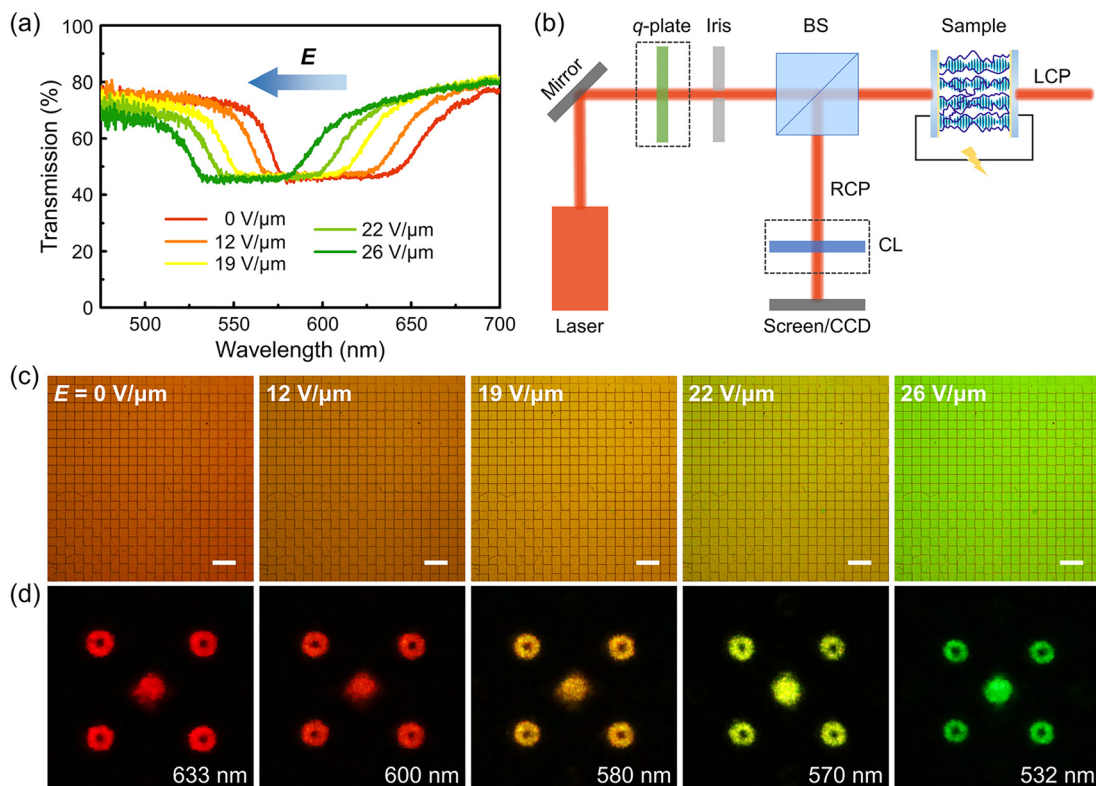 (a)
100
80
60
40
20
0
Transmission (%)
E
0 V/μm
12 V/μm
19 V/μm
22 V/μm
26 V/μm
500
550
600
650
700
Wavelength (nm)
(b)
Mirror
q-plate
Iris
BS
Sample
LCP
RCP
CL
Laser
Screen/CCD
(c)
E = 0 V/μm
12 V/μm
19 V/μm
22 V/μm
26 V/μm
(d)
633 nm
600 nm
580 nm
570 nm
532 nm